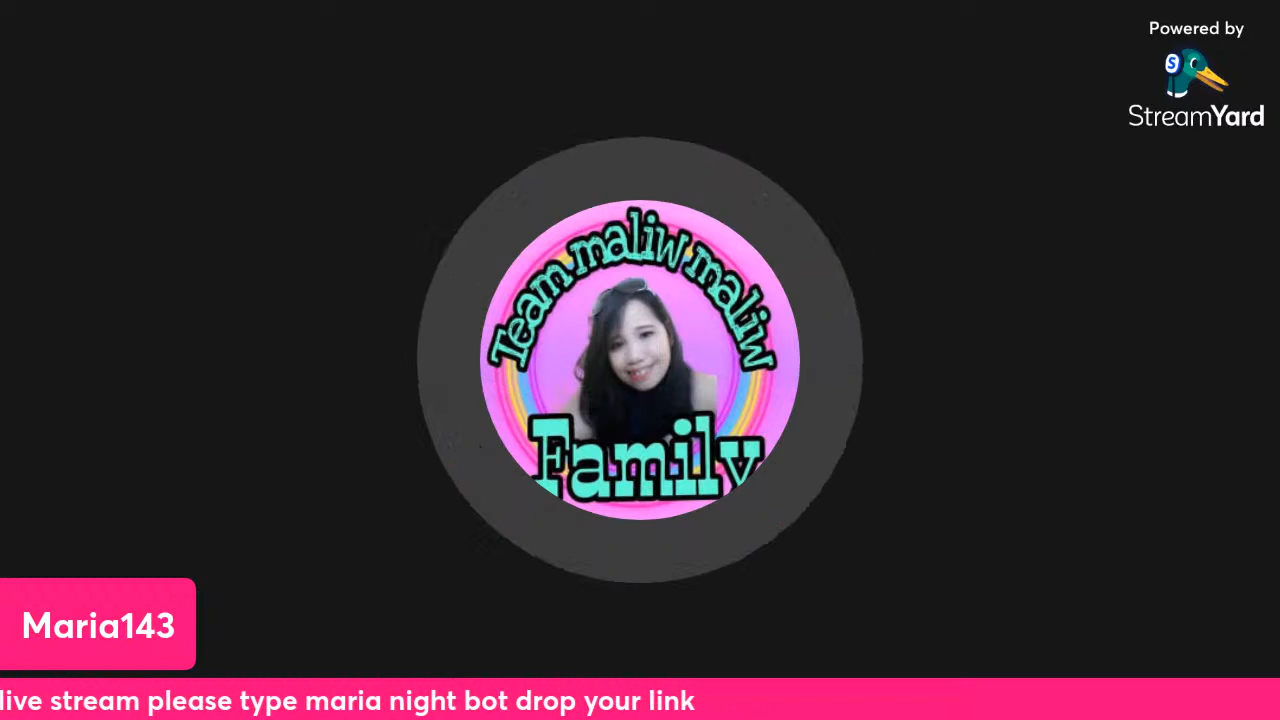 Powered by
S
StreamYard
Team maliw maliw
Family
Maria143
live stream please type maria night bot drop your link